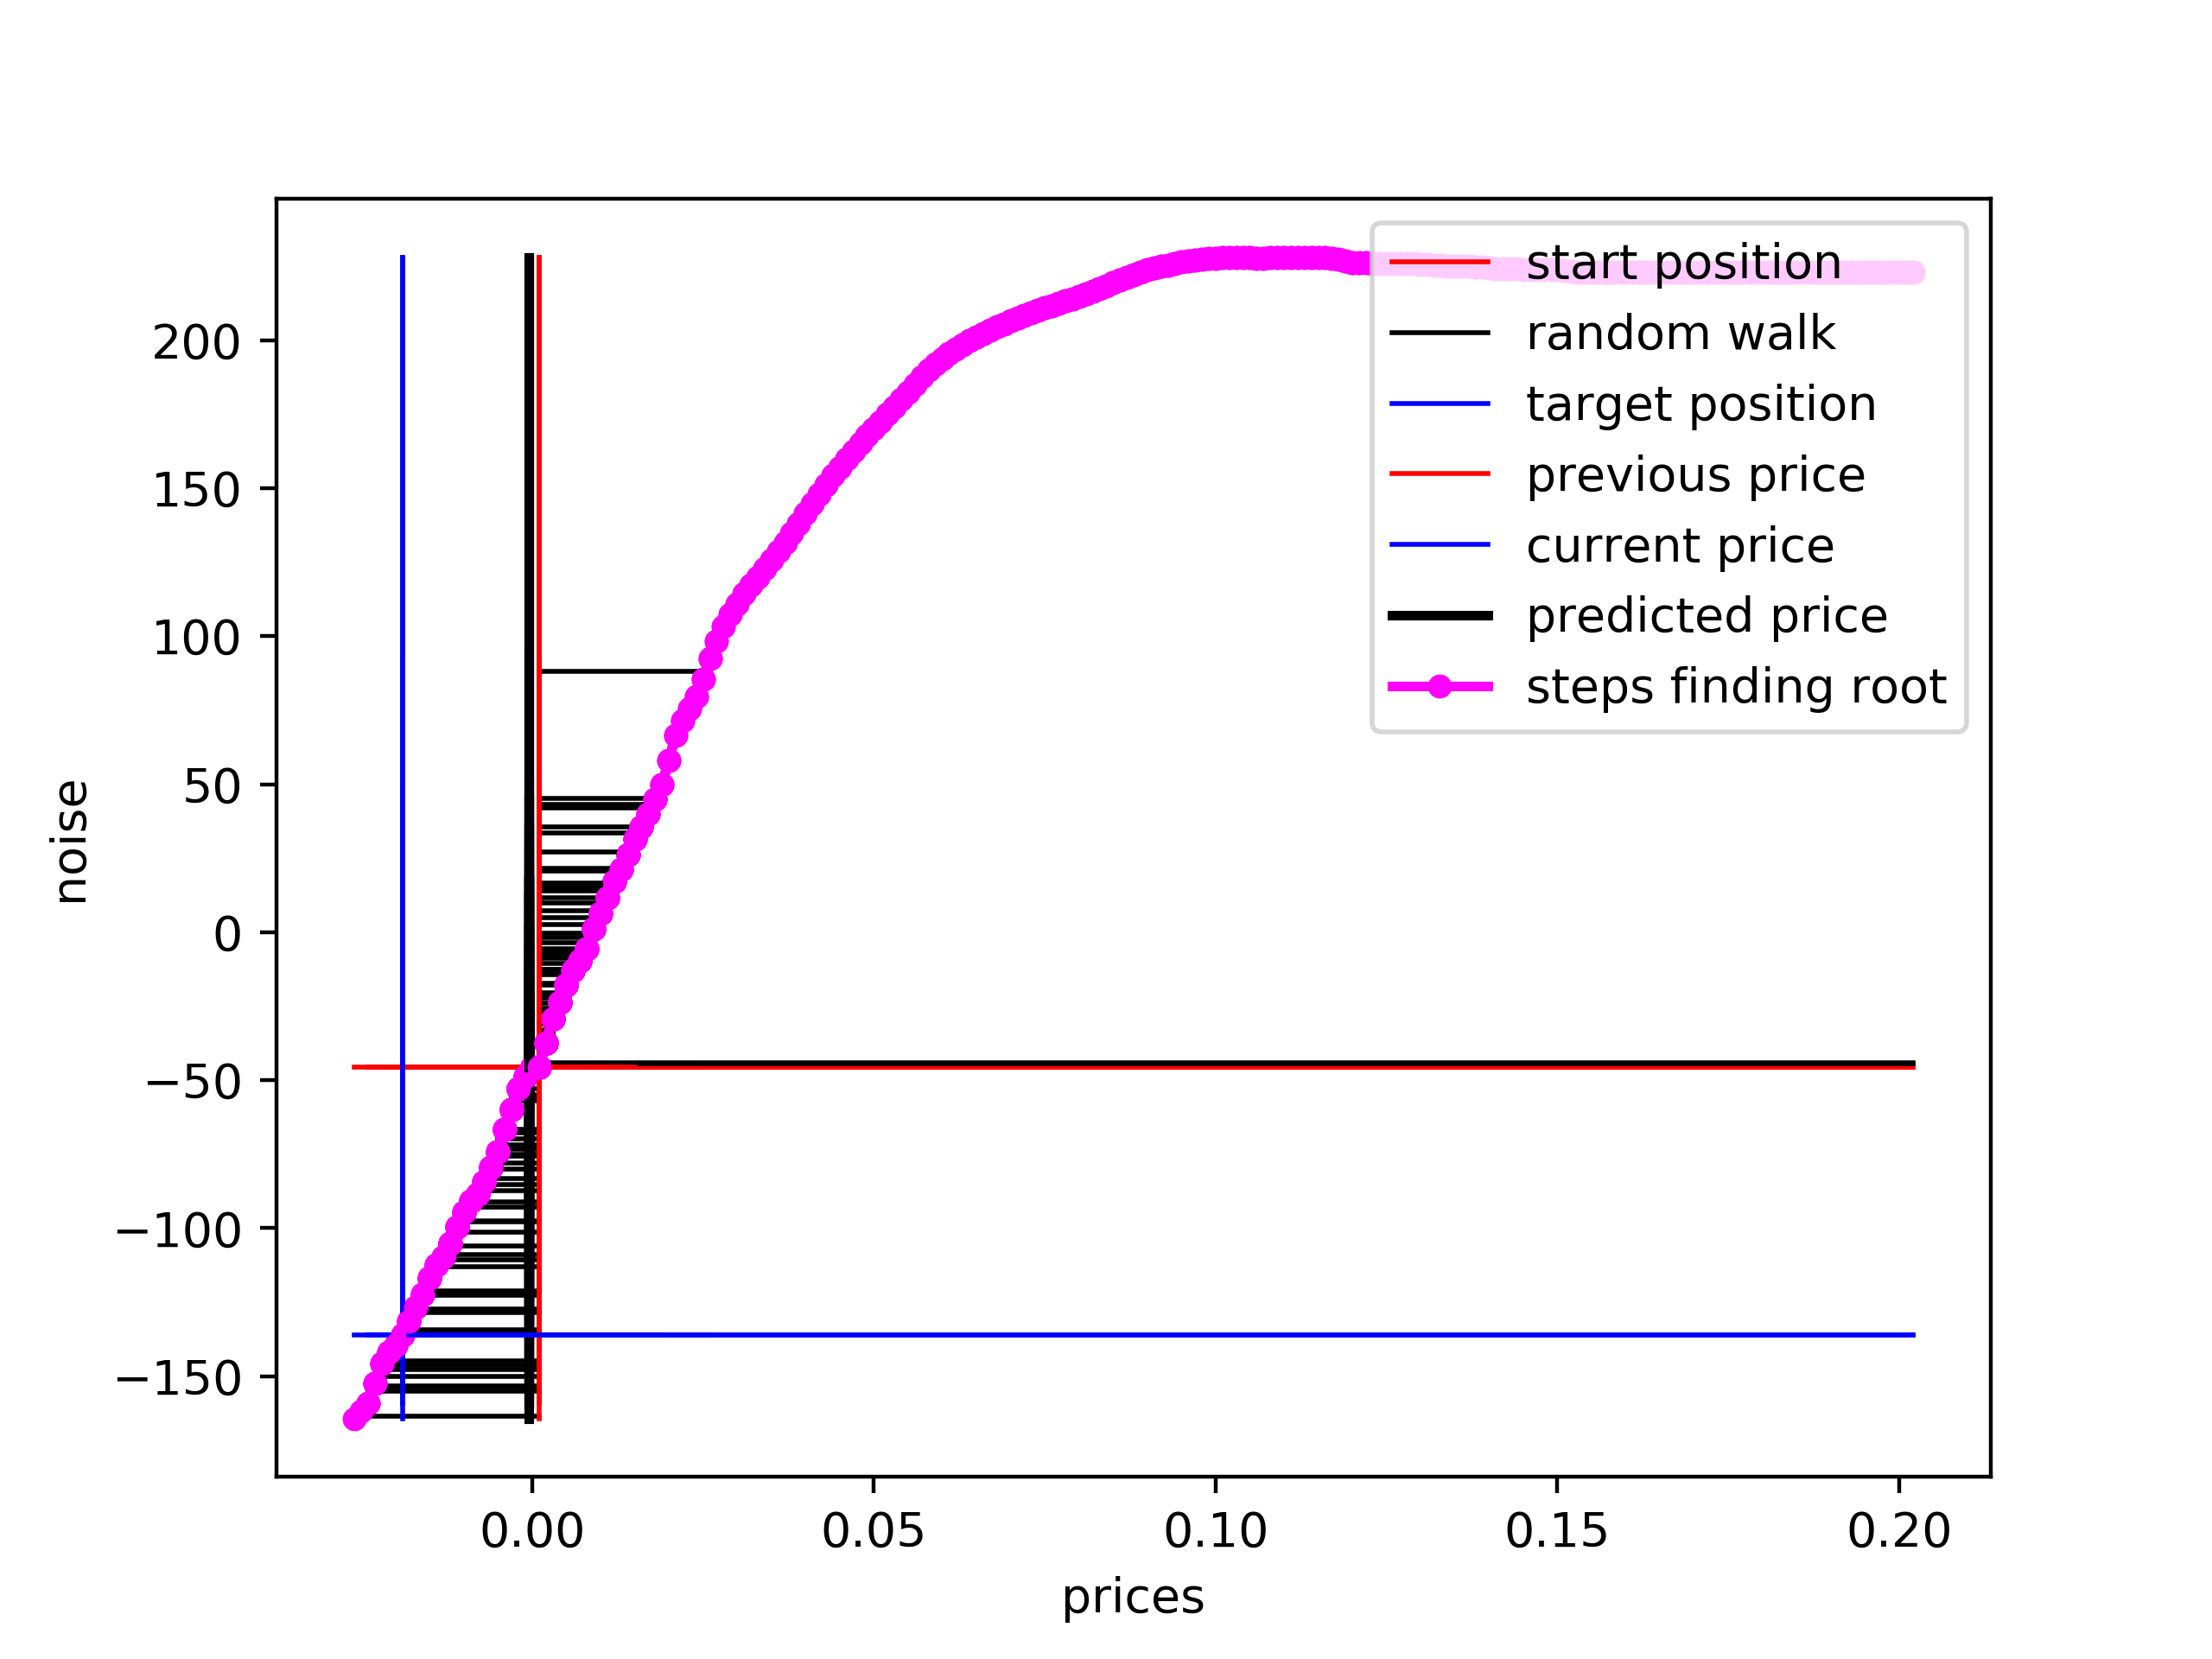 start position
random walk
target position
previous price
current price
predicted price
steps finding root
200
150
100
50
0
−50
−100
−150
noise
0.00 0.05 0.10 0.15 0.20
prices